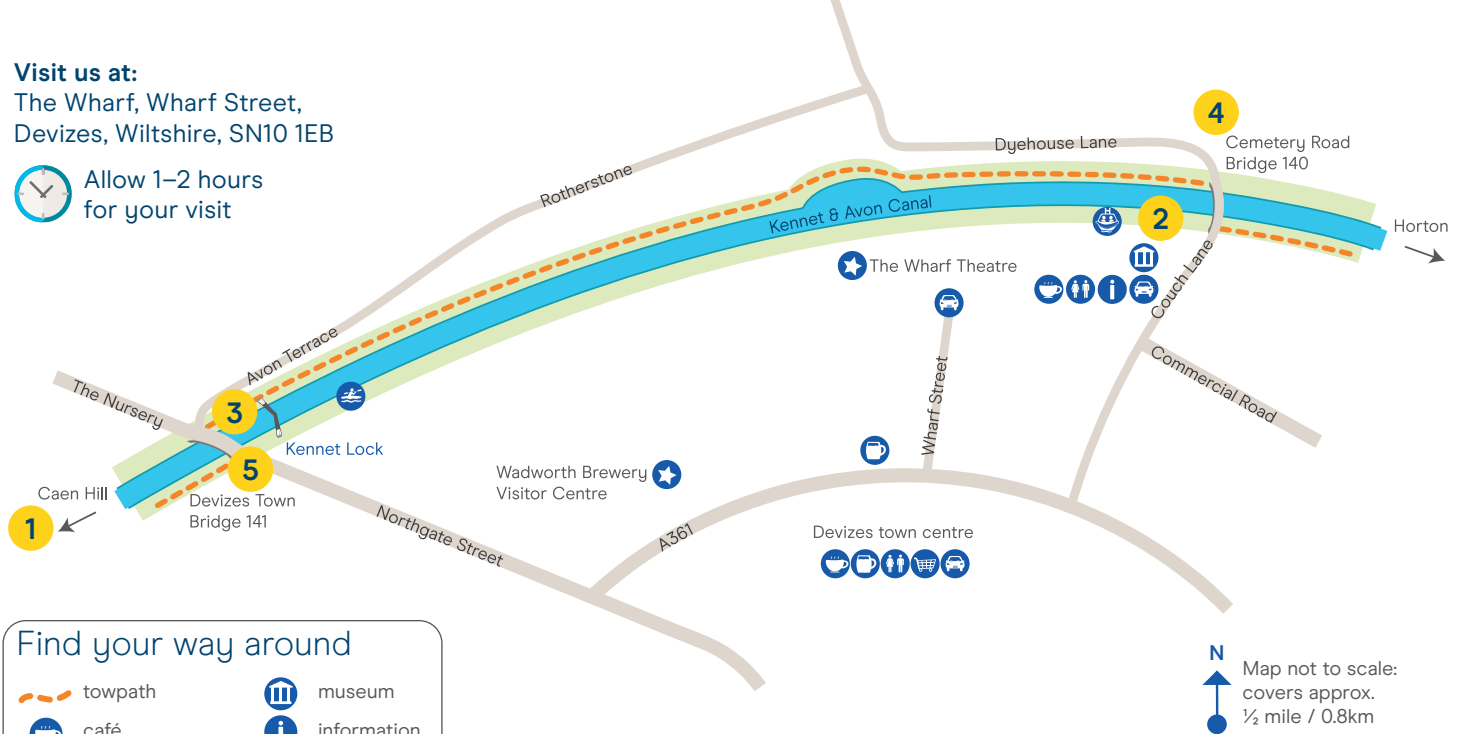 Visit us at:
The Wharf, Wharf Street,
Devizes, Wiltshire, SN10 1EB
Allow 1–2 hours
for your visit
4
Cemetery Road
Bridge 140
Dyehouse Lane
Rotherstone
Kennet & Avon Canal
2
Horton
The Wharf Theatre
i
Couch Lane
Avon Terrace
The Nursery
3
Commercial Road
Wharf Street
Kennet Lock
5
Devizes Town
Bridge 141
Caen Hill
1
Wadworth Brewery
Visitor Centre
Northgate Street
A361
Devizes town centre
Find your way around
towpath
museum
café
information
N
Map not to scale:
covers approx.
½ mile / 0.8km